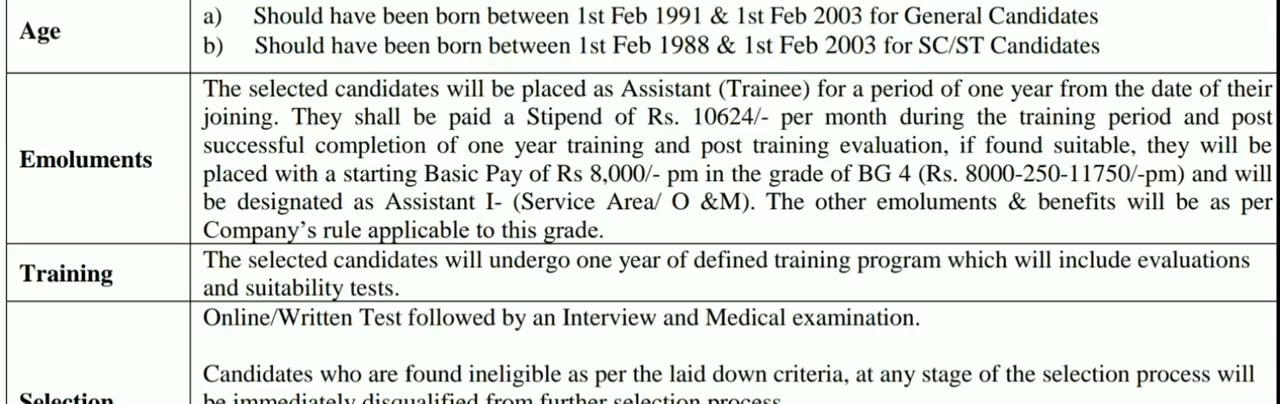 Age
a) Should have been born between 1st Feb 1991 & 1st Feb 2003 for General Candidates
b) Should have been born between 1st Feb 1988 & 1st Feb 2003 for SC/ST Candidates
Emoluments
The selected candidates will be placed as Assistant (Trainee) for a period of one year from the date of their
joining. They shall be paid a Stipend of Rs. 10624/- per month during the training period and post
successful completion of one year training and post training evaluation, if found suitable, they will be
placed with a starting Basic Pay of Rs 8,000/- pm in the grade of BG 4 (Rs. 8000-250-11750/-pm) and will
be designated as Assistant I- (Service Area/ O &M). The other emoluments & benefits will be as per
Company’s rule applicable to this grade.
Training
The selected candidates will undergo one year of defined training program which will include evaluations
and suitability tests.
Selection
Online/Written Test followed by an Interview and Medical examination.
Candidates who are found ineligible as per the laid down criteria, at any stage of the selection process will
be immediately disqualified from further selection process.